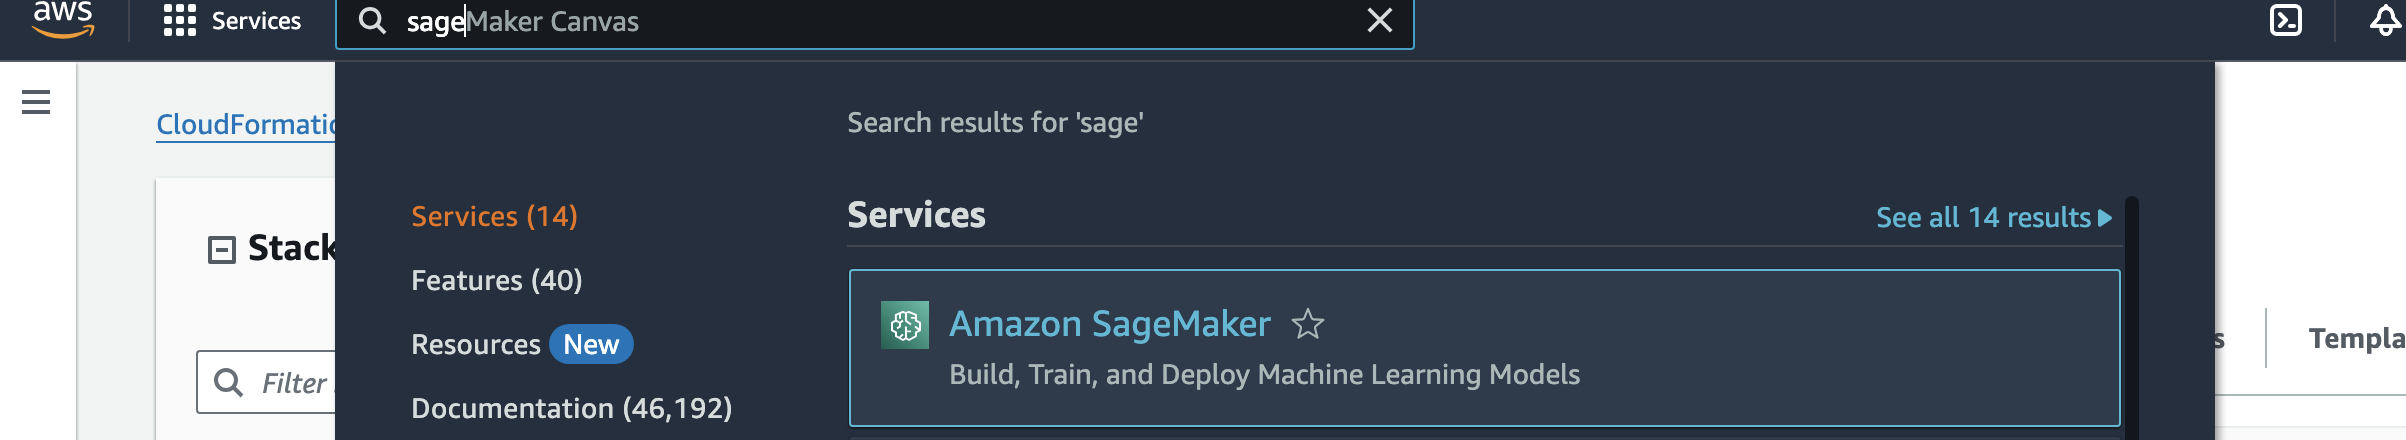 aws
Services
sageMaker Canvas
CloudFormatio
Search results for 'sage'
Services (14)
Services
See all 14 results
Stack
Features (40)
Amazon SageMaker
Resources New
Build, Train, and Deploy Machine Learning Models
s
Templa
Filter
Documentation (46,192)